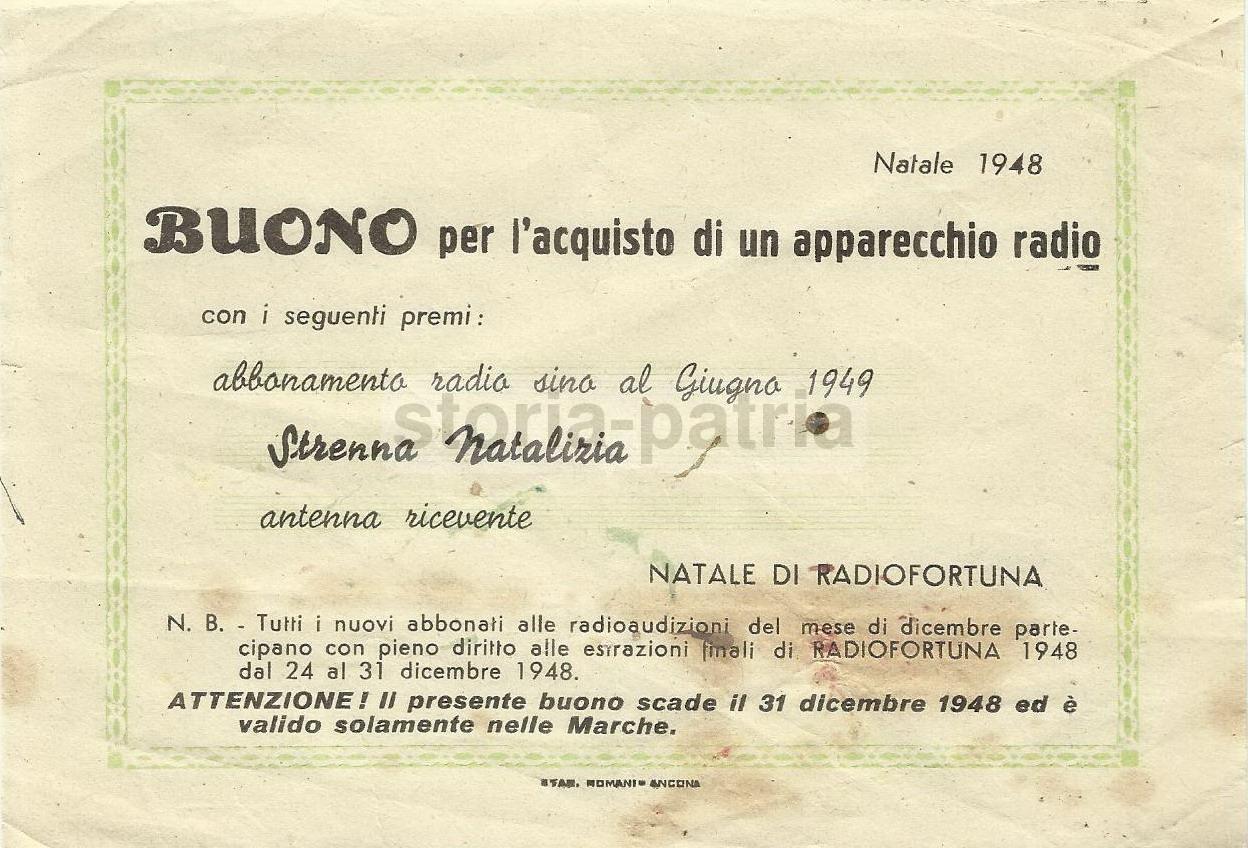 Natale 1948
BUONO per l'acquisto di un apparecchio radio
con i seguenti premi:
abbonamento radio sino al Giugno 1949
storia-patria
Strenna Natalizia
antenna ricevente
NATALE DI RADIOFORTUNA
N. B. - Tutti i nuovi abbonati alle radioaudizioni del mese di dicembre parte-
cipano con pieno diritto alle estrazioni finali di RADIOFORTUNA 1948
dal 24 al 31 dicembre 1948.
ATTENZIONE! Il presente buono scade il 31 dicembre 1948 ed è
valido solamente nelle Marche.
STAB. ROMANI - ANCONA